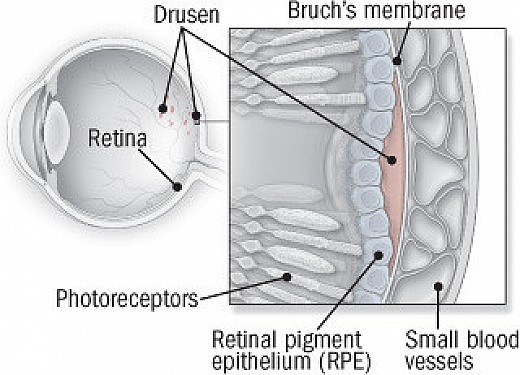 Drusen
Bruch's membrane
Retina
Photoreceptors
Retinal pigment
epithelium (RPE)
Small blood
vessels